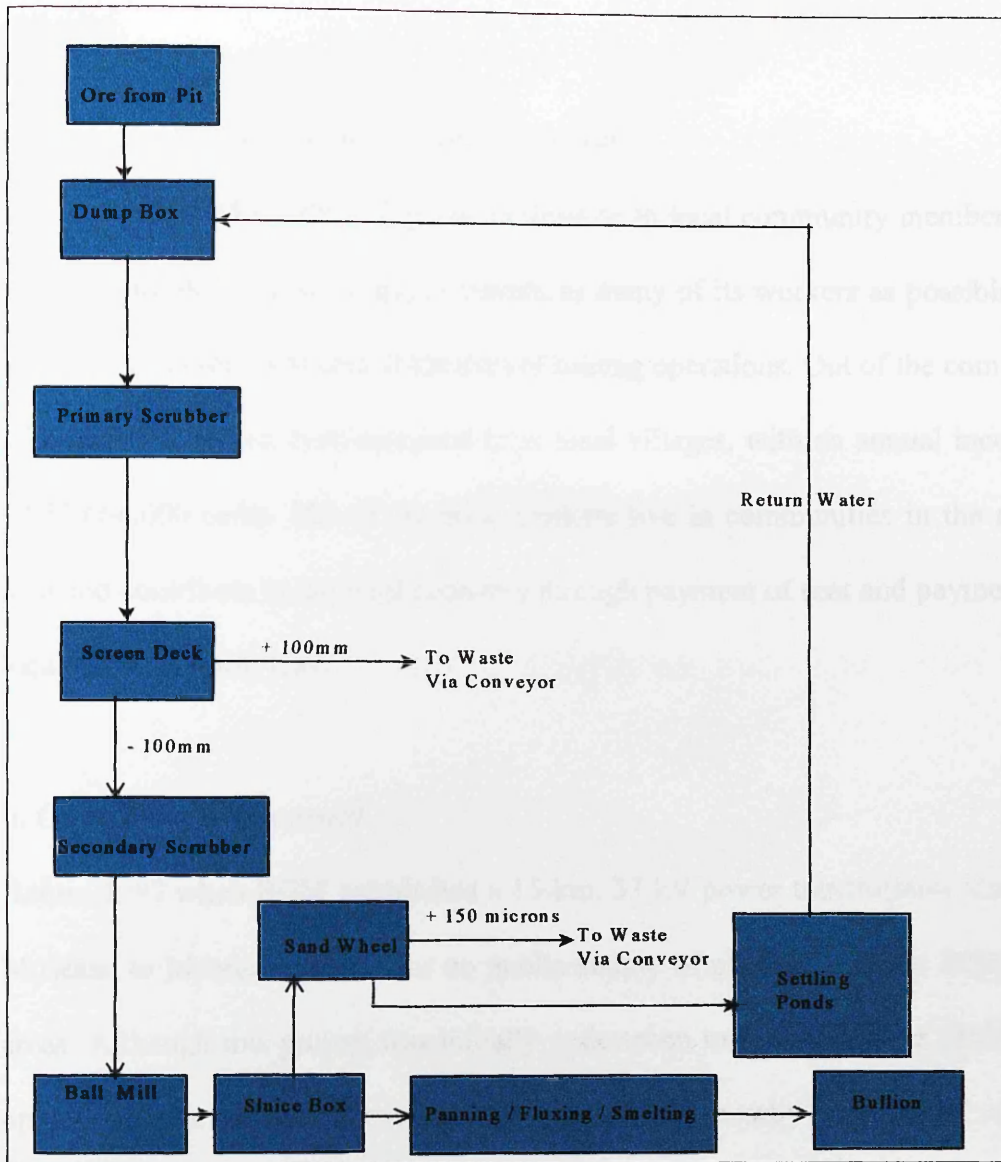 Ore from Pit
Dump Box
Primary Scrubber
Return Water
Screen Deck
+ 100mm
To Waste
Via Conveyor
- 100mm
Secondary Scrubber
Sand Wheel
+ 150 microns
To Waste
Via Conveyor
Settling
Ponds
Ball Mill
Sluice Box
Panning / Fluxing / Smelting
Bullion